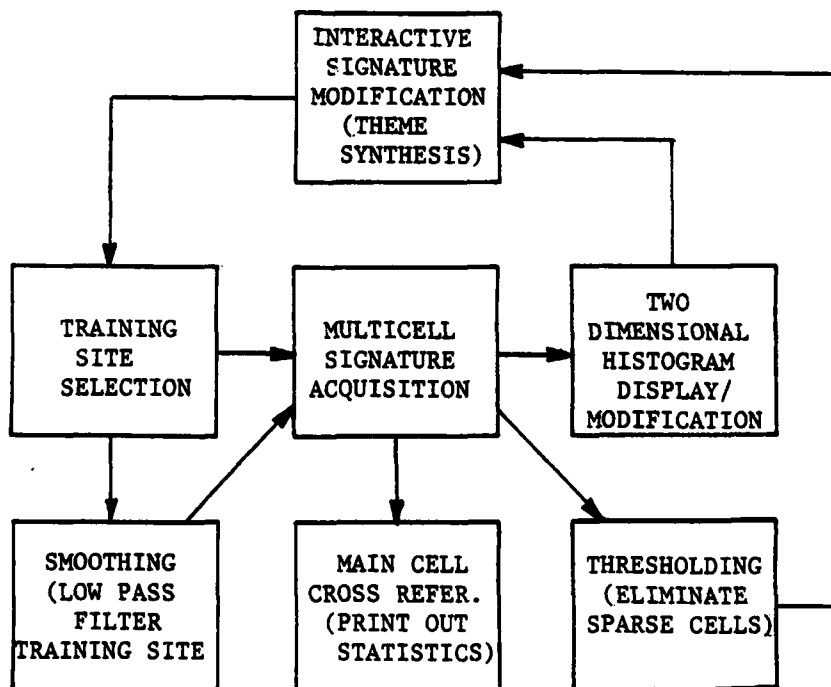 INTERACTIVE
SIGNATURE
MODIFICATION
(THEME
SYNTHESIS)
TRAINING
SITE
SELECTION
MULTICELL
SIGNATURE
ACQUISITION
TWO
DIMENSIONAL
HISTOGRAM
DISPLAY/
MODIFICATION
SMOOTHING
(LOW PASS
FILTER
TRAINING SITE
MAIN CELL
CROSS REFER.
(PRINT OUT
STATISTICS)
THRESHOLDING
(ELIMINATE
SPARSE CELLS)